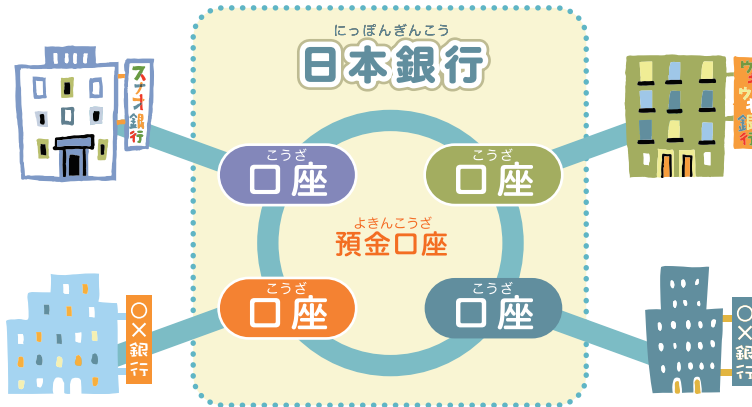 にっぽんぎんこう
日本銀行
スナオ銀行
こうざ
口座
こうざ
口座
よきんこうざ
預金口座
こうざ
口座
こうざ
口座
〇×銀行
〇×銀行